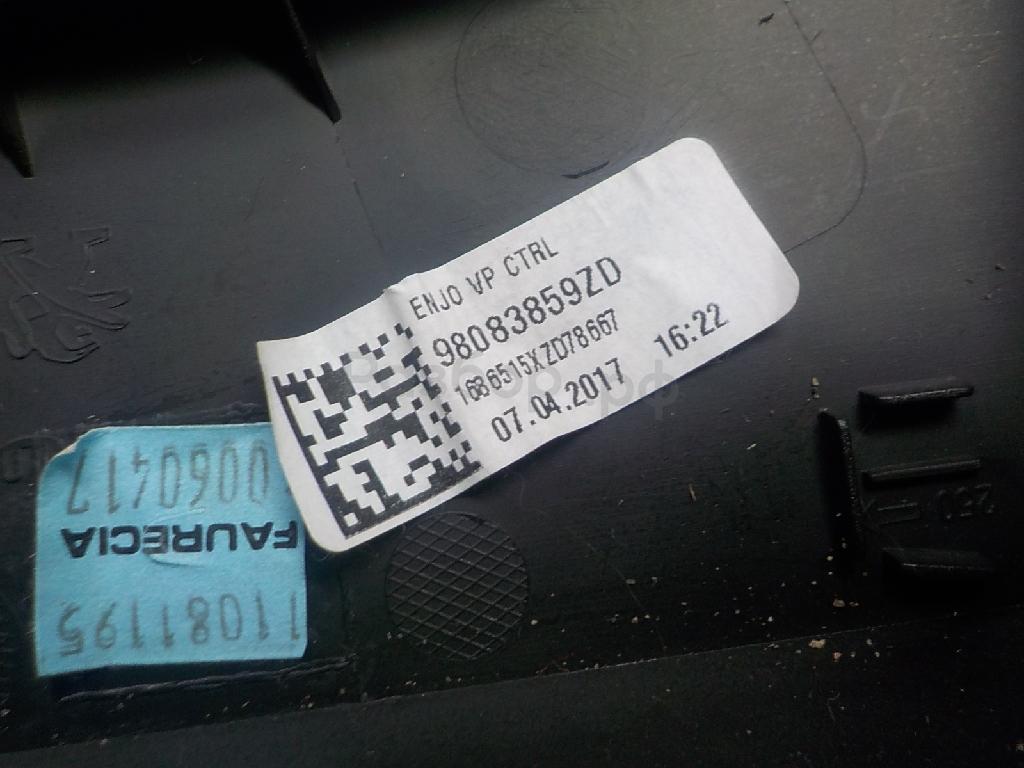 ENJO VP CTRL
98083859ZD
1686515XZD78667
07.04.2017 16:22
11081195
FAURECIA
0060417